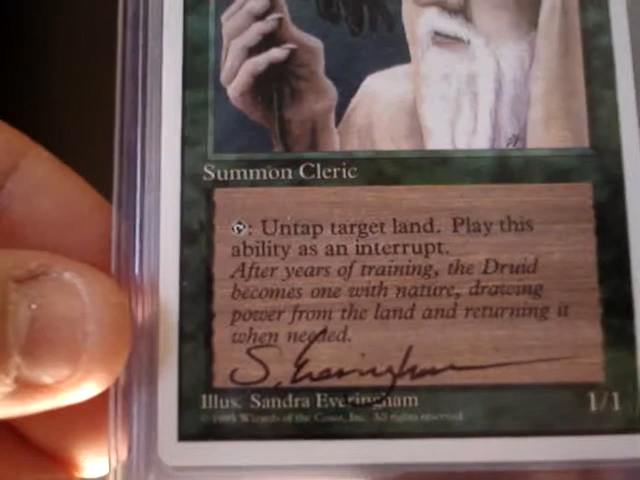 Summon Cleric
: Untap target land. Play this
ability as an interrupt.
After years of training, the Druid
becomes one with nature, drawing
power from the land and returning it
when needed.
S. Everingham
Illus. Sandra Everingham
1/1
© 1995 Wizards of the Coast, Inc. All rights reserved.